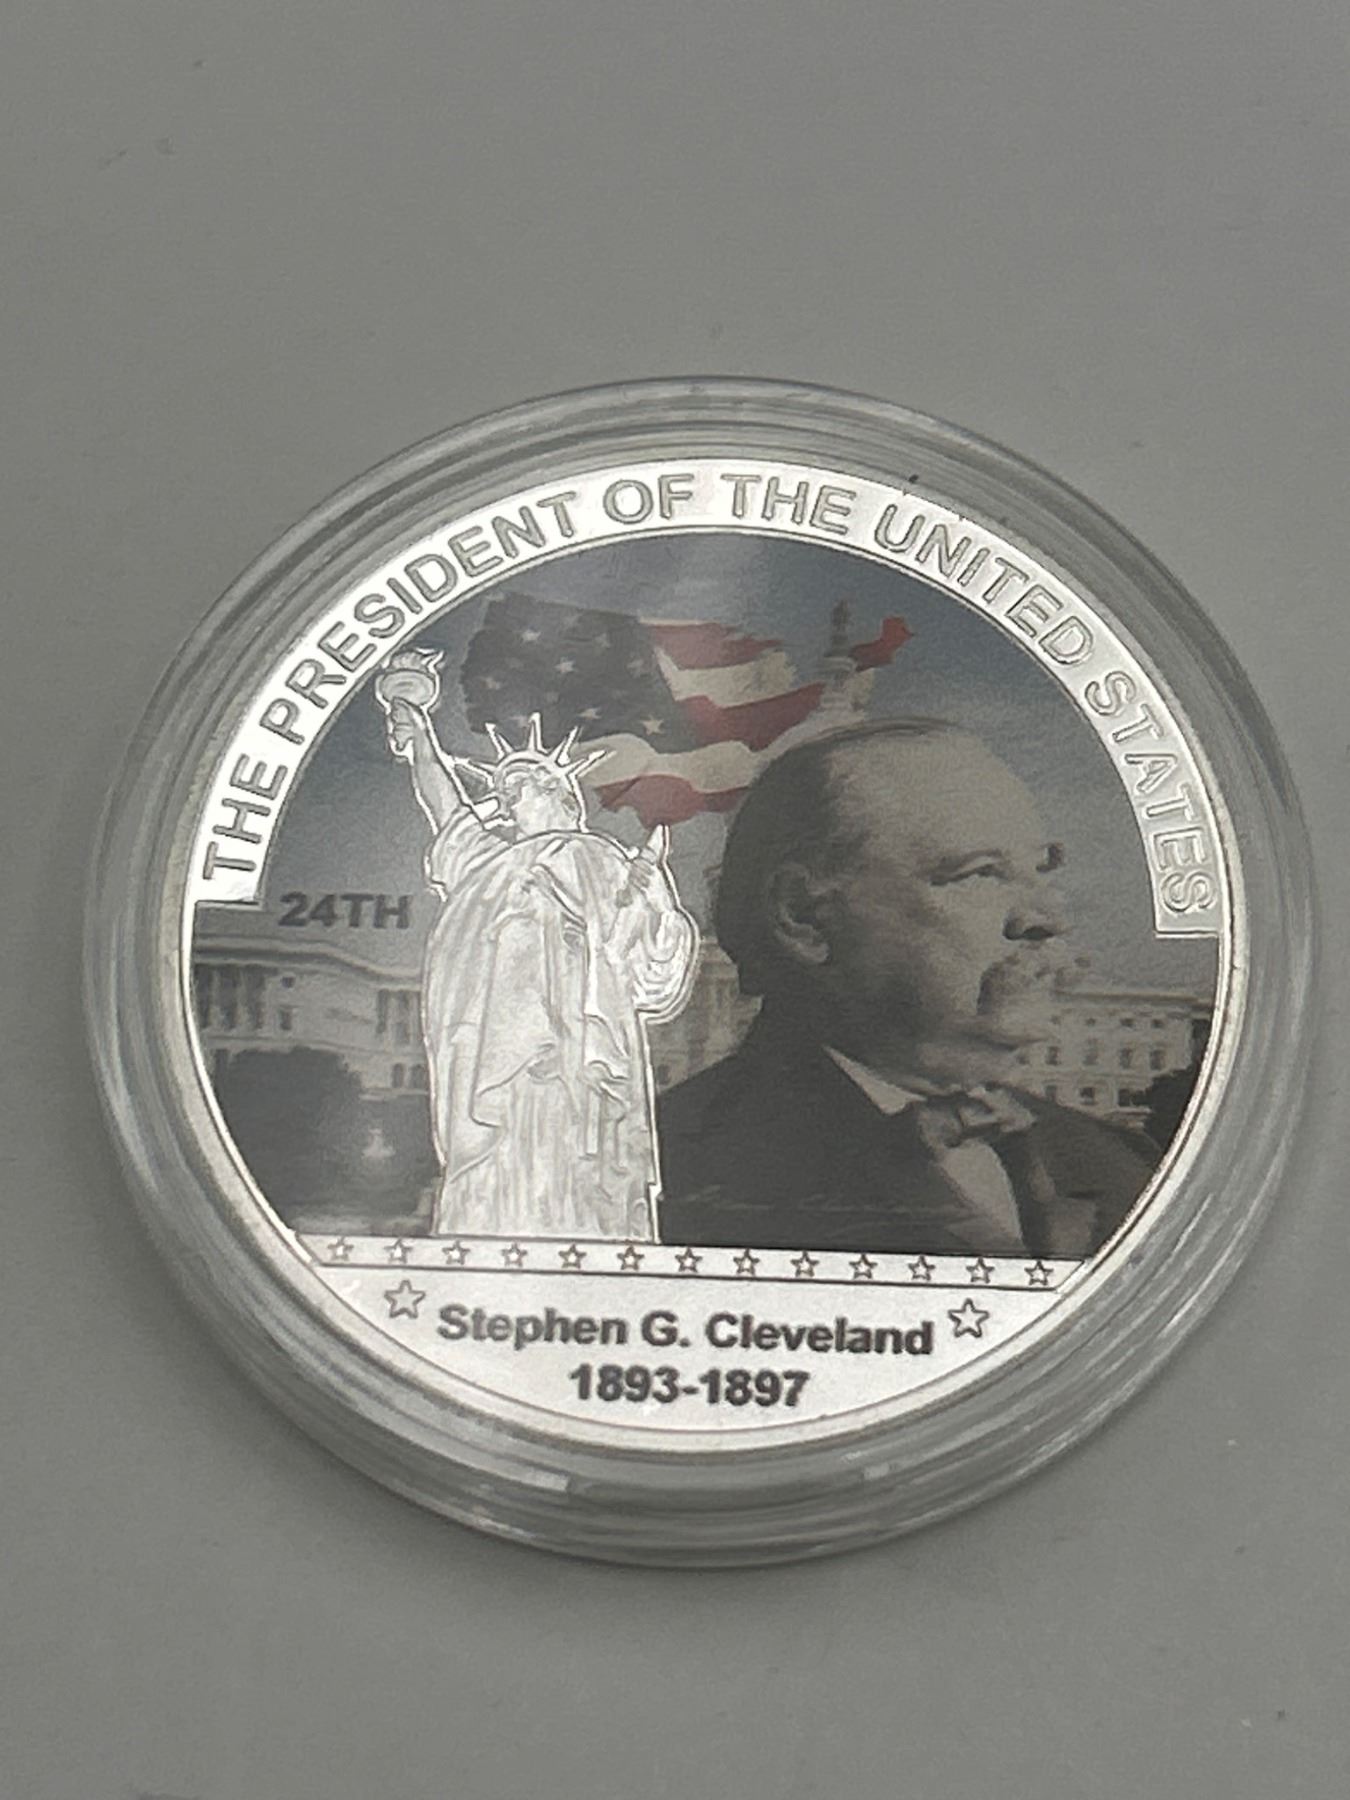 THE PRESIDENT OF THE UNITED STATES
24TH
Stephen G. Cleveland
1893-1897